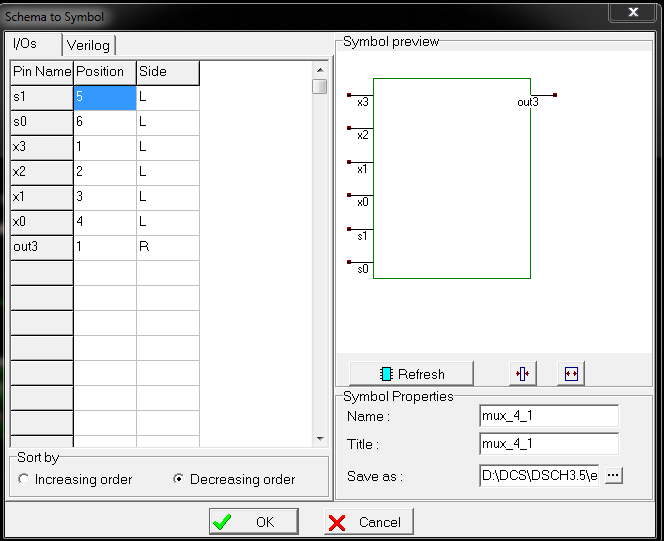 Schema to Symbol
I/Os Verilog
Pin Name Position Side
s1 5 L
s0 6 L
x3 1 L
x2 2 L
x1 3 L
x0 4 L
out3 1 R
Sort by
Increasing order Decreasing order
Symbol preview
x3 out3
x2
x1
x0
s1
s0
Refresh
Symbol Properties
Name : mux_4_1
Title : mux_4_1
Save as : D:\DCS\DSCH3.5\e ...
OK Cancel